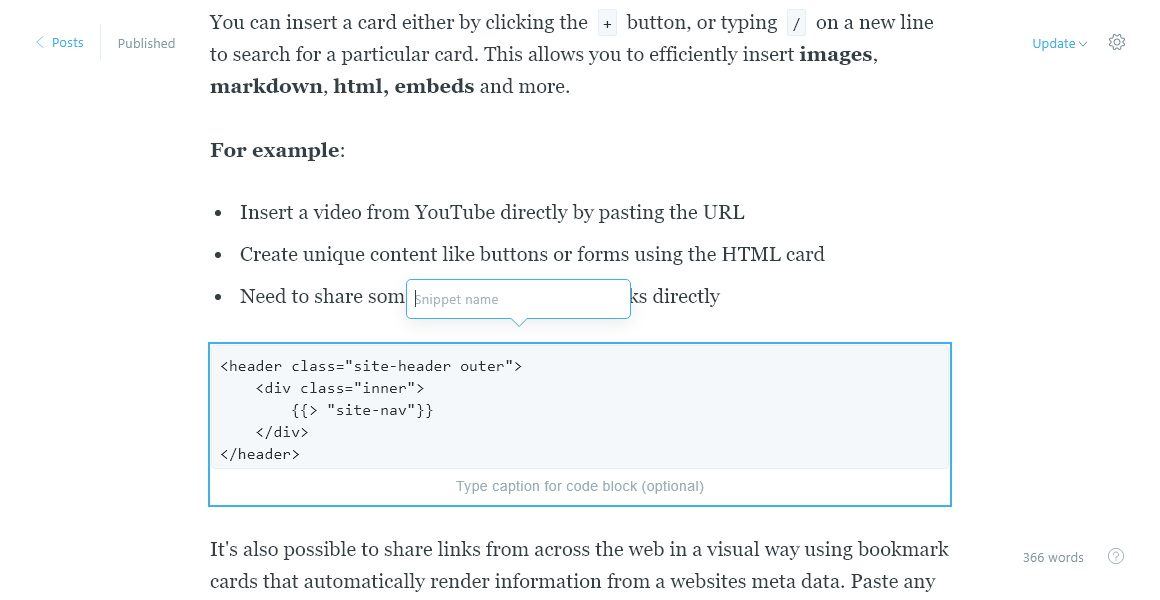 You can insert a card either by clicking the + button, or typing / on a new line
to search for a particular card. This allows you to efficiently insert images,
markdown, html, embeds and more.
Posts
Published
Update
For example:
• Insert a video from YouTube directly by pasting the URL
• Create unique content like buttons or forms using the HTML card
• Need to share som
Snippet name
ks directly
<header class="site-header outer">
    <div class="inner">
        {{> "site-nav"}}
    </div>
</header>
Type caption for code block (optional)
It's also possible to share links from across the web in a visual way using bookmark
cards that automatically render information from a websites meta data. Paste any
366 words
?